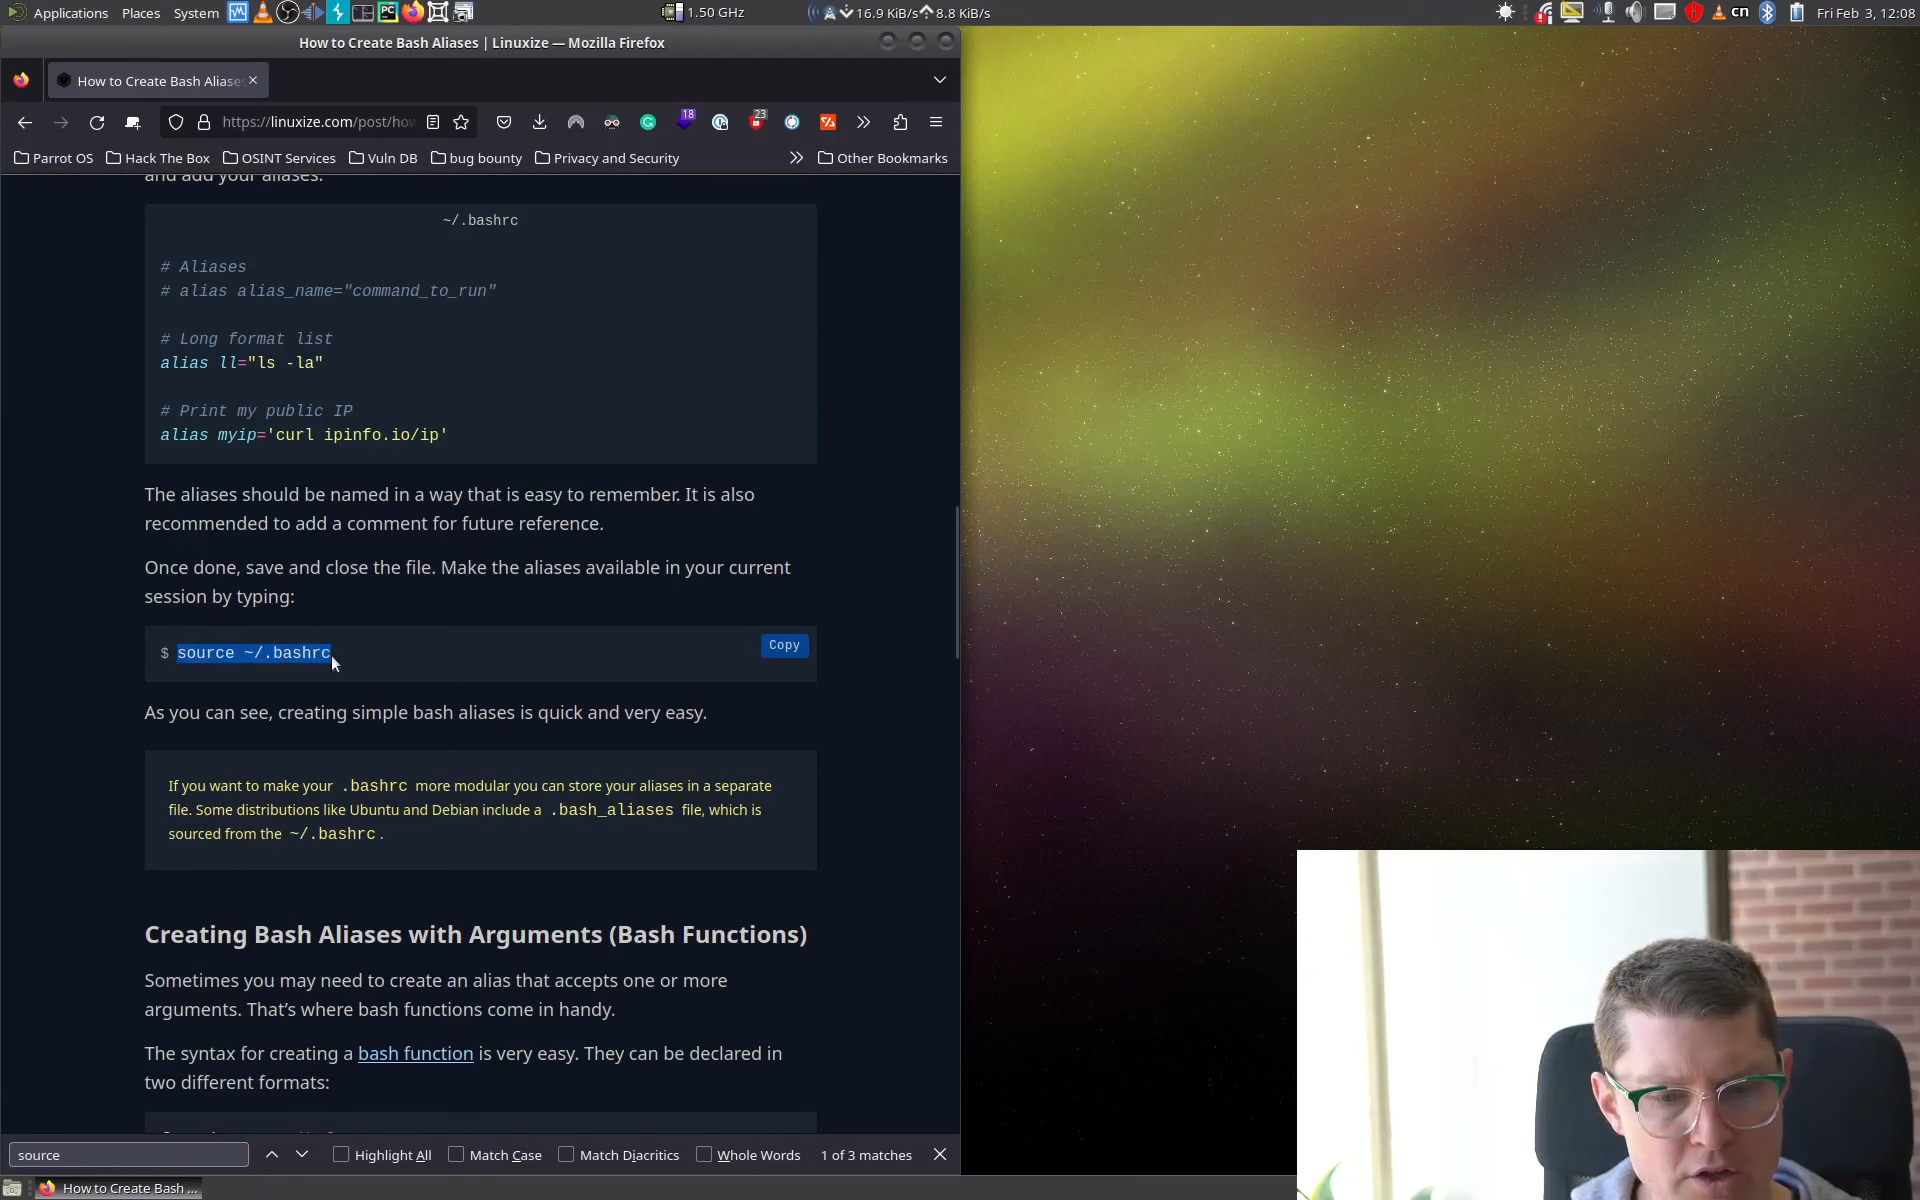 Applications Places System
1.50 GHz
16.9 KiB/s 8.8 KiB/s
cn
Fri Feb 3, 12:08
How to Create Bash Aliases | Linuxize — Mozilla Firefox
How to Create Bash Aliase
https://linuxize.com/post/how
18
23
Parrot OS Hack The Box OSINT Services Vuln DB bug bounty Privacy and Security Other Bookmarks
and add your aliases.
~/.bashrc
# Aliases
# alias alias_name="command_to_run"
# Long format list
alias ll="ls -la"
# Print my public IP
alias myip='curl ipinfo.io/ip'
The aliases should be named in a way that is easy to remember. It is also
recommended to add a comment for future reference.
Once done, save and close the file. Make the aliases available in your current
session by typing:
$ source ~/.bashrc
Copy
As you can see, creating simple bash aliases is quick and very easy.
If you want to make your .bashrc more modular you can store your aliases in a separate
file. Some distributions like Ubuntu and Debian include a .bash_aliases file, which is
sourced from the ~/.bashrc.
Creating Bash Aliases with Arguments (Bash Functions)
Sometimes you may need to create an alias that accepts one or more
arguments. That’s where bash functions come in handy.
The syntax for creating a bash function is very easy. They can be declared in
two different formats:
source
Highlight All Match Case Match Diacritics Whole Words 1 of 3 matches
How to Create Bash ...